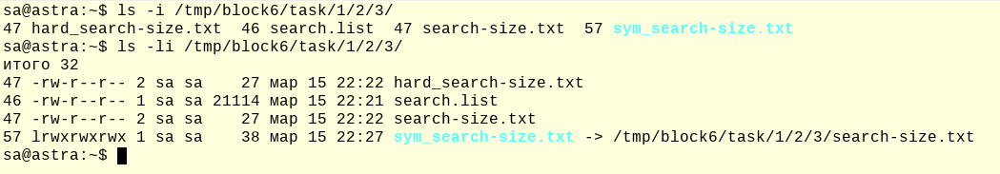 sa@astra:~$ ls -i /tmp/block6/task/1/2/3/
47 hard_search-size.txt  46 search.list  47 search-size.txt  57 sym_search-size.txt
sa@astra:~$ ls -li /tmp/block6/task/1/2/3/
итого 32
47 -rw-r--r-- 2 sa sa    27 мар 15 22:22 hard_search-size.txt
46 -rw-r--r-- 1 sa sa 21114 мар 15 22:21 search.list
47 -rw-r--r-- 2 sa sa    27 мар 15 22:22 search-size.txt
57 lrwxrwxrwx 1 sa sa    38 мар 15 22:27 sym_search-size.txt -> /tmp/block6/task/1/2/3/search-size.txt
sa@astra:~$